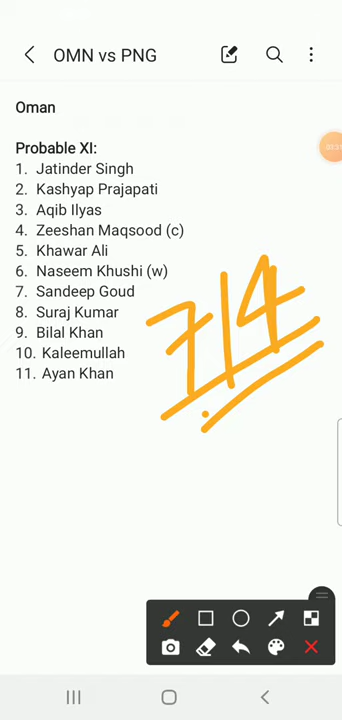 OMN vs PNG
Oman
Probable XI:
1. Jatinder Singh
2. Kashyap Prajapati
3. Aqib Ilyas
4. Zeeshan Maqsood (c)
5. Khawar Ali
6. Naseem Khushi (w)
7. Sandeep Goud
8. Suraj Kumar
9. Bilal Khan
10. Kaleemullah
11. Ayan Khan
7/4